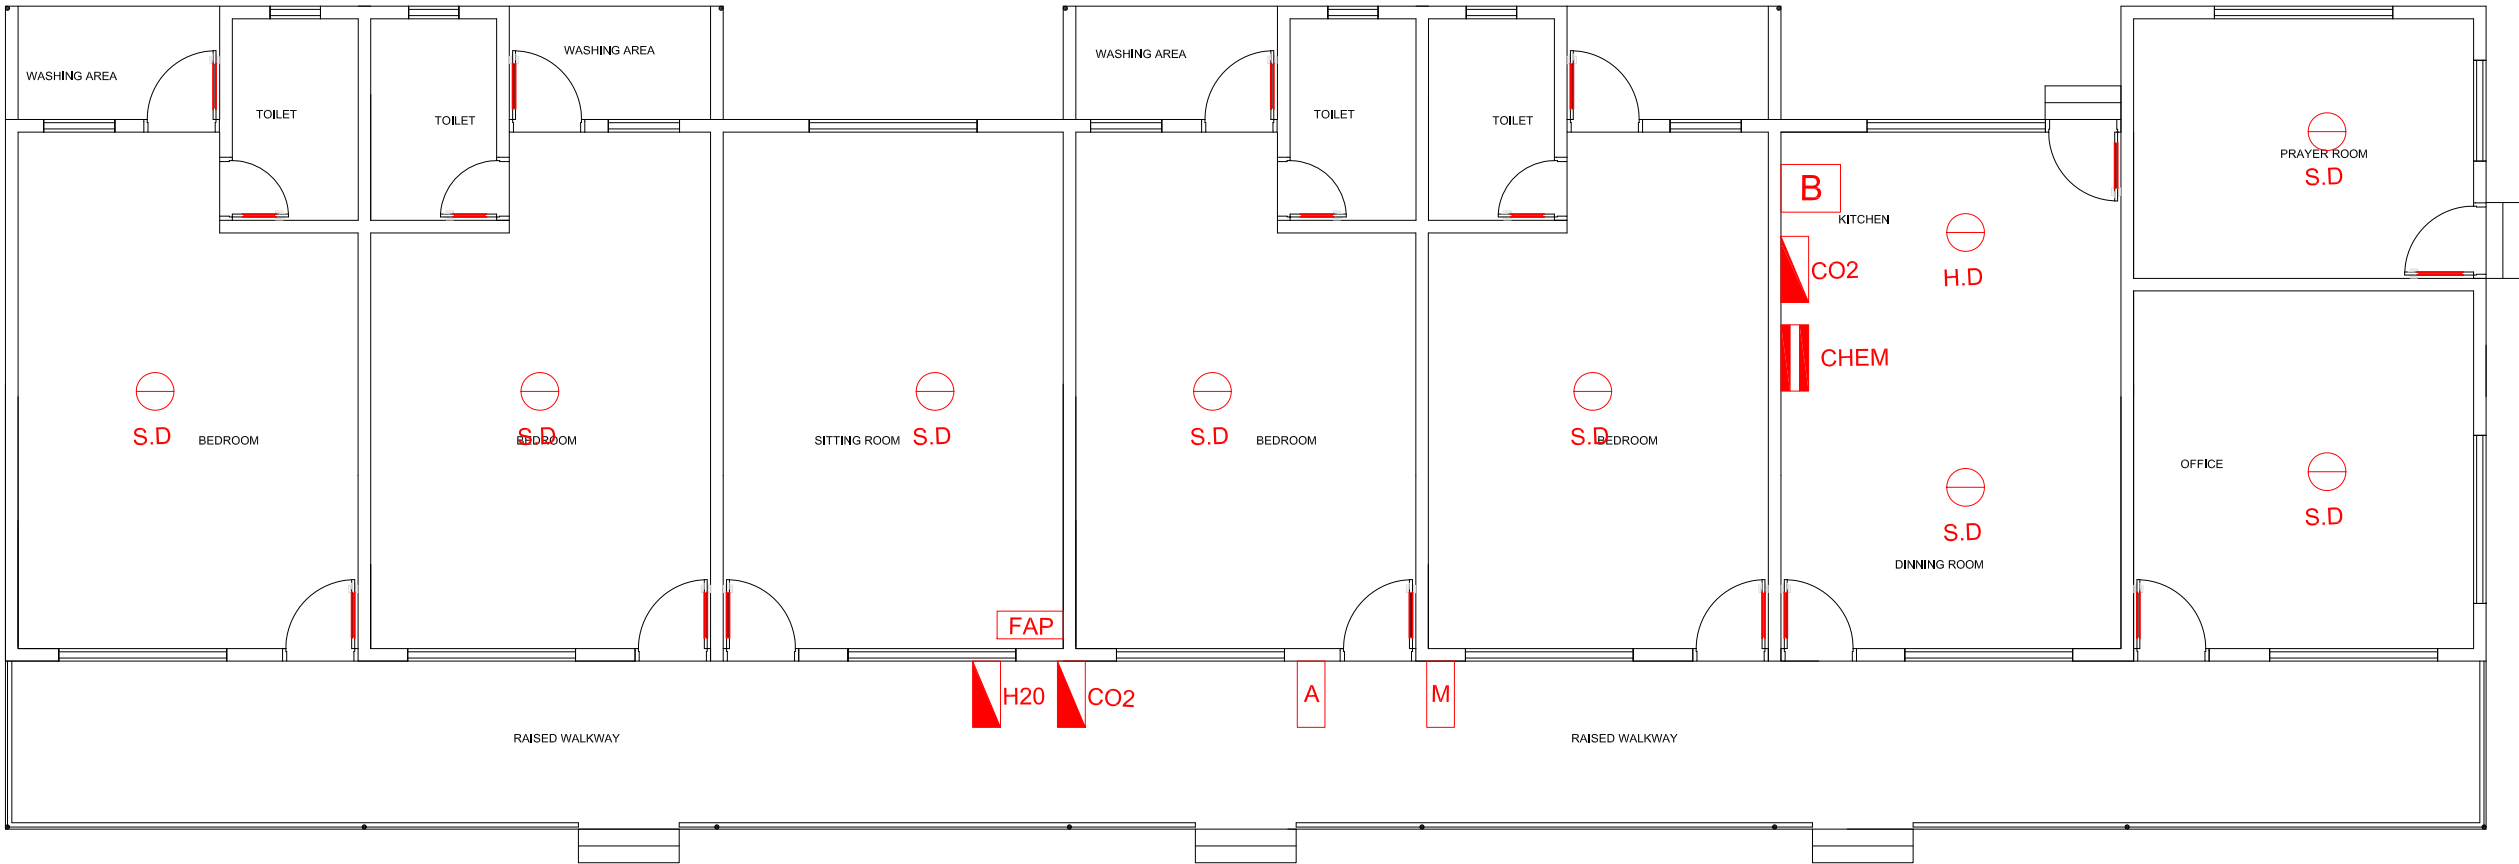 WASHING AREA
WASHING AREA
WASHING AREA
TOILET
TOILET
TOILET
TOILET
PRAYER ROOM
S.D
B
KITCHEN
CO2
H.D
CHEM
S.D
BEDROOM
S.D
BEDROOM
SITTING ROOM
S.D
S.D
BEDROOM
S.D
BEDROOM
OFFICE
S.D
S.D
DINNING ROOM
FAP
H20
CO2
A
M
RAISED WALKWAY
RAISED WALKWAY